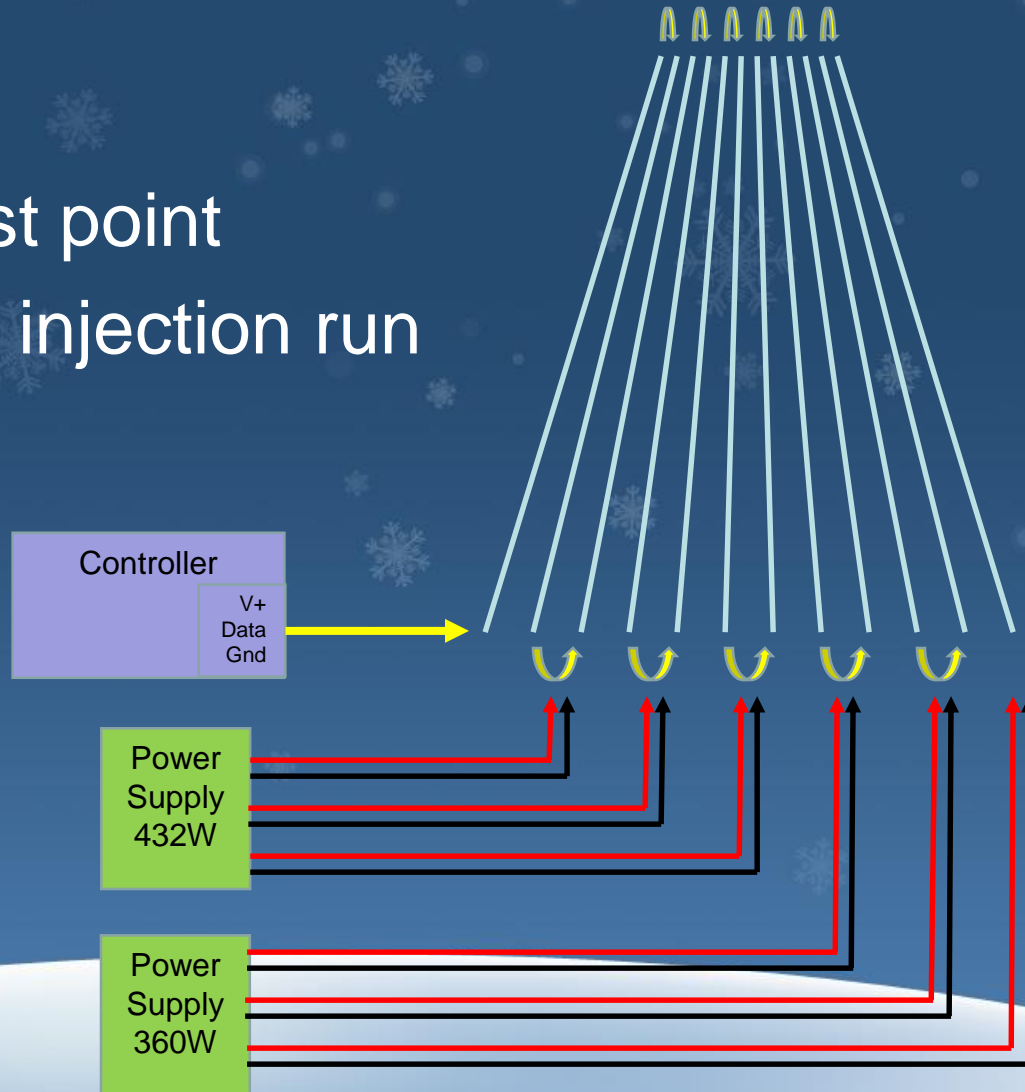 st point
injection run
Controller
V+
Data
Gnd
Power
Supply
432W
Power
Supply
360W